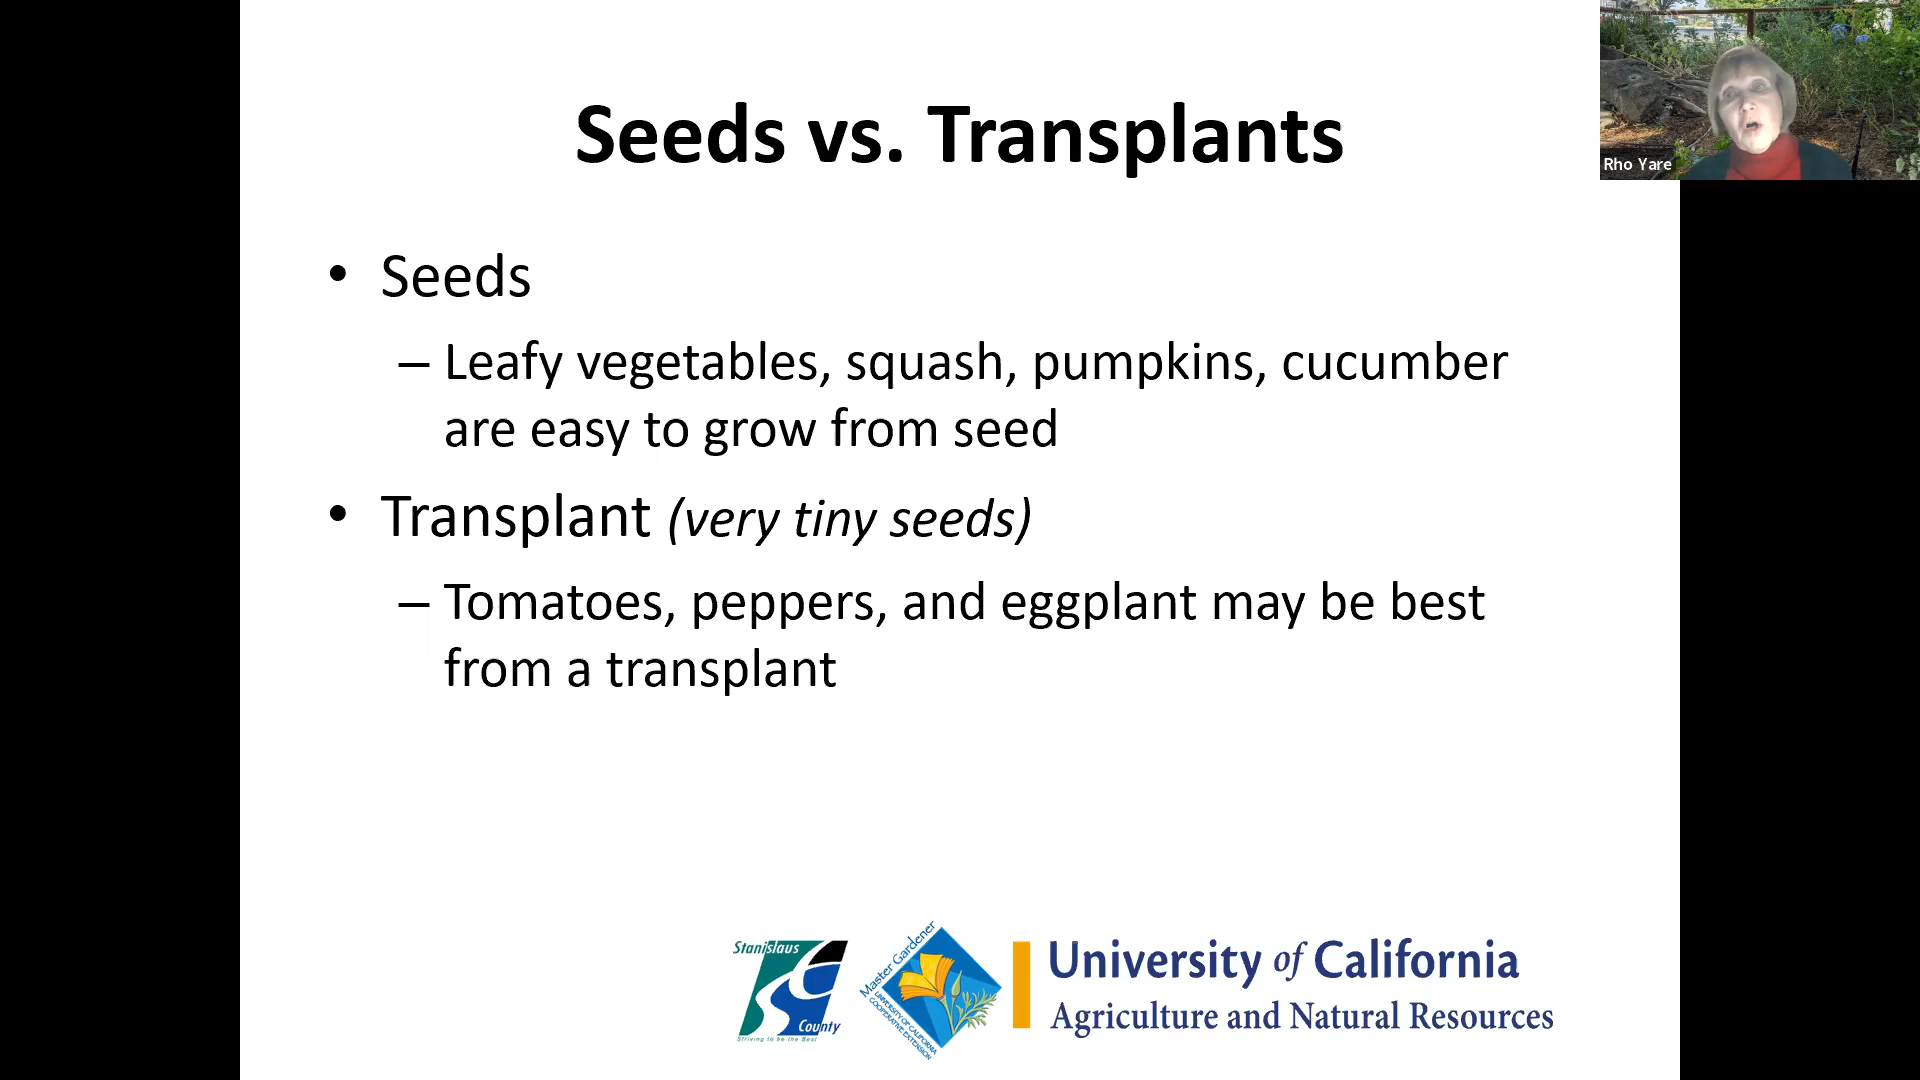 Seeds vs. Transplants
Rho Yare
• Seeds
– Leafy vegetables, squash, pumpkins, cucumber
are easy to grow from seed
• Transplant (very tiny seeds)
– Tomatoes, peppers, and eggplant may be best
from a transplant
Stanislaus
County
Striving to be the Best
Master Gardener
UNIVERSITY OF CALIFORNIA
COOPERATIVE EXTENSION
University of California
Agriculture and Natural Resources